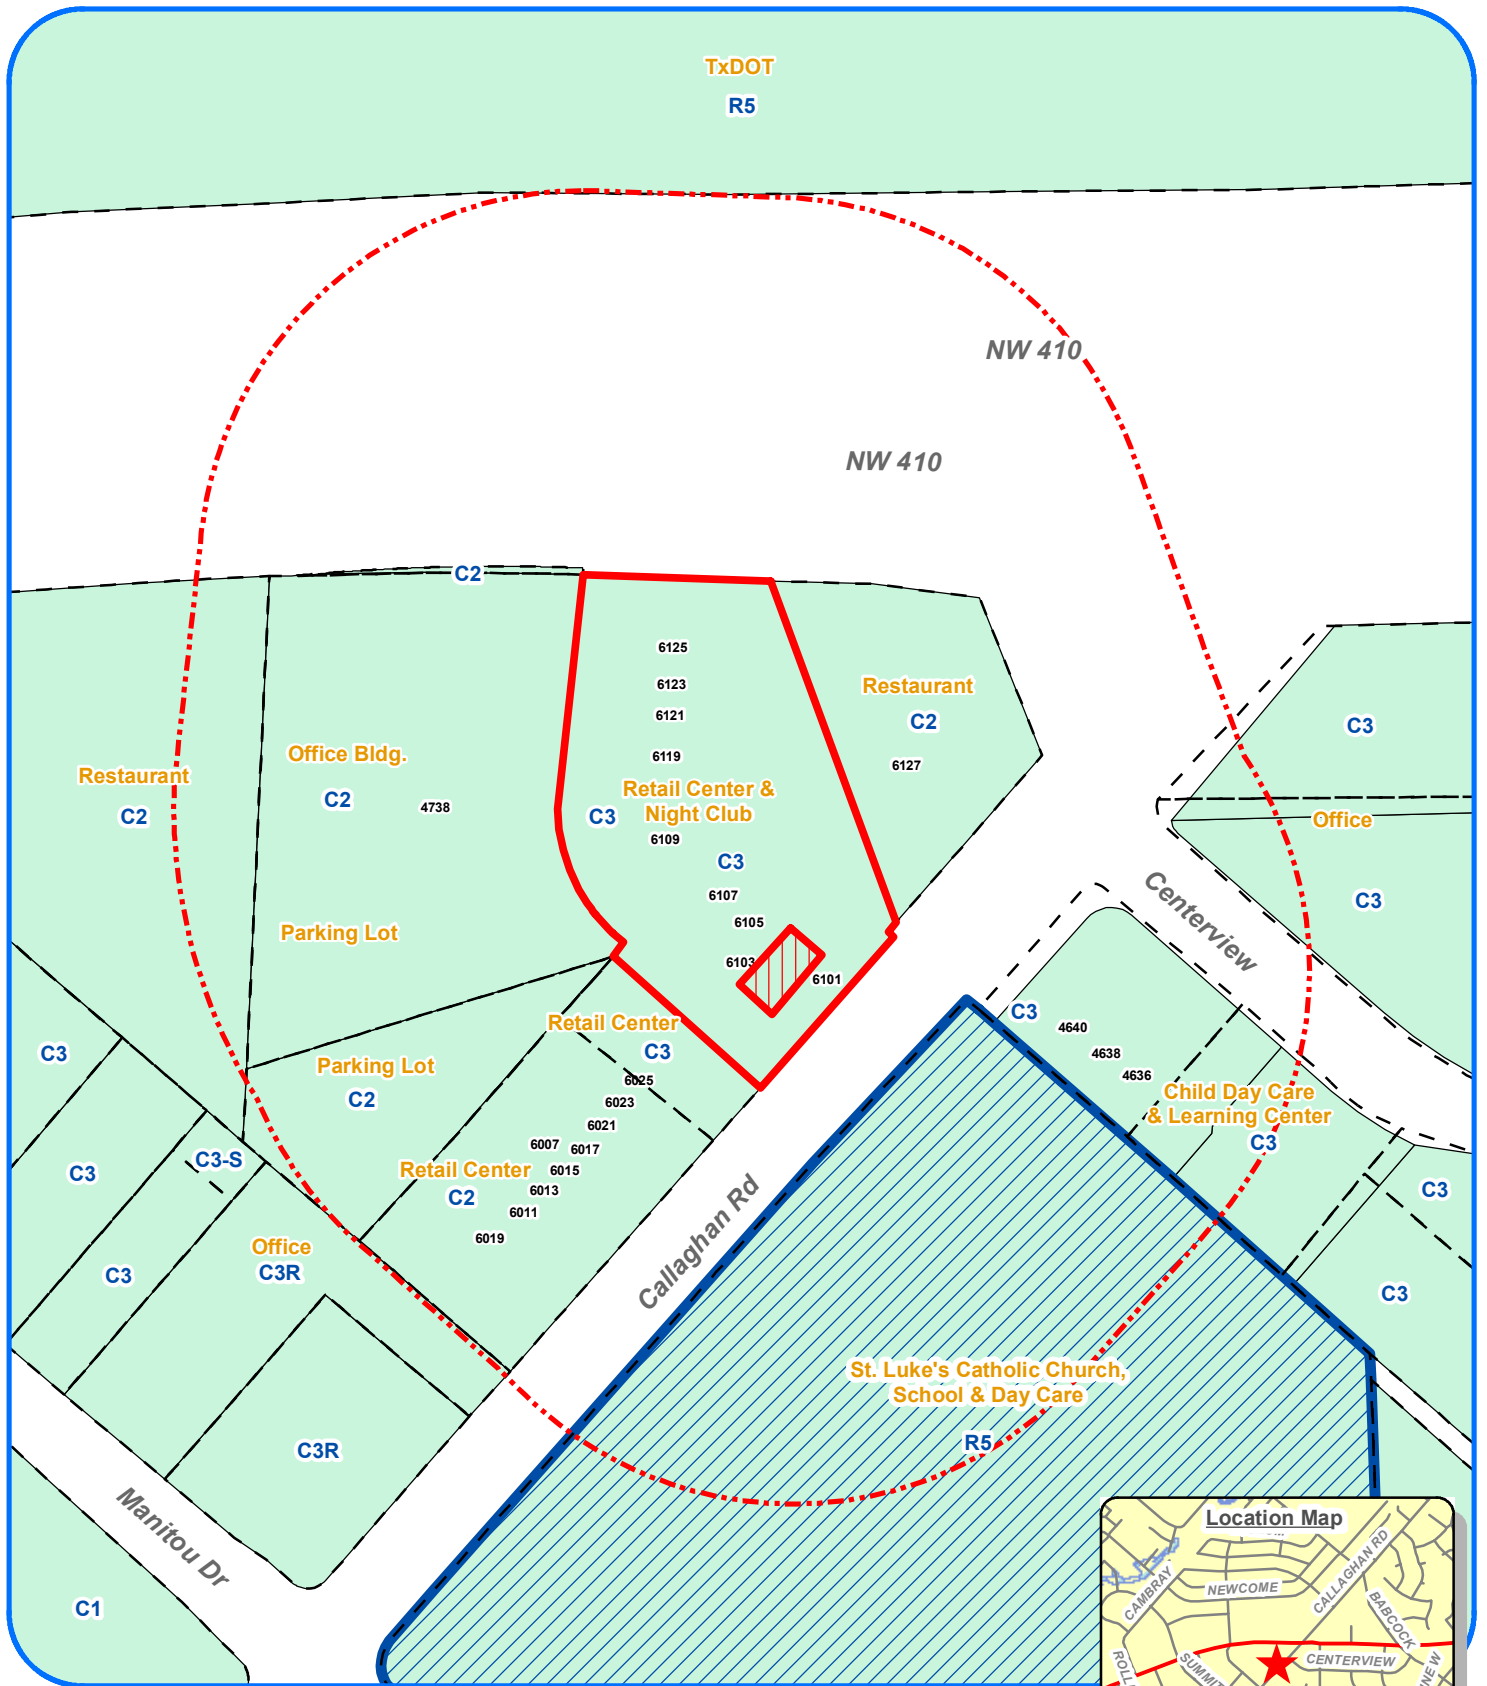 TxDOT
R5
NW 410
NW 410
C2
6125
6123
6121
6119
Restaurant
C2
6127
C3
Restaurant
C2
Office Bldg.
C2
4738
Retail Center &
Night Club
C3
6109
C3
6107
6105
6103
6101
Office
C3
Centerview
Parking Lot
Retail Center
C3
6025
6023
6021
6007
6017
6015
6013
6011
6019
C3
4640
4638
4636
Child Day Care
& Learning Center
C3
C3
Parking Lot
C2
C3
C3-S
C3
Retail Center
C2
Callaghan Rd
C3
C3
Office
C3R
C3
St. Luke's Catholic Church,
School & Day Care
R5
C3R
Manitou Dr
C1
Location Map
CAMBRAY
NEWCOME
CALLAGHAN RD
BABCOCK
CENTERVIEW
SUMMIT